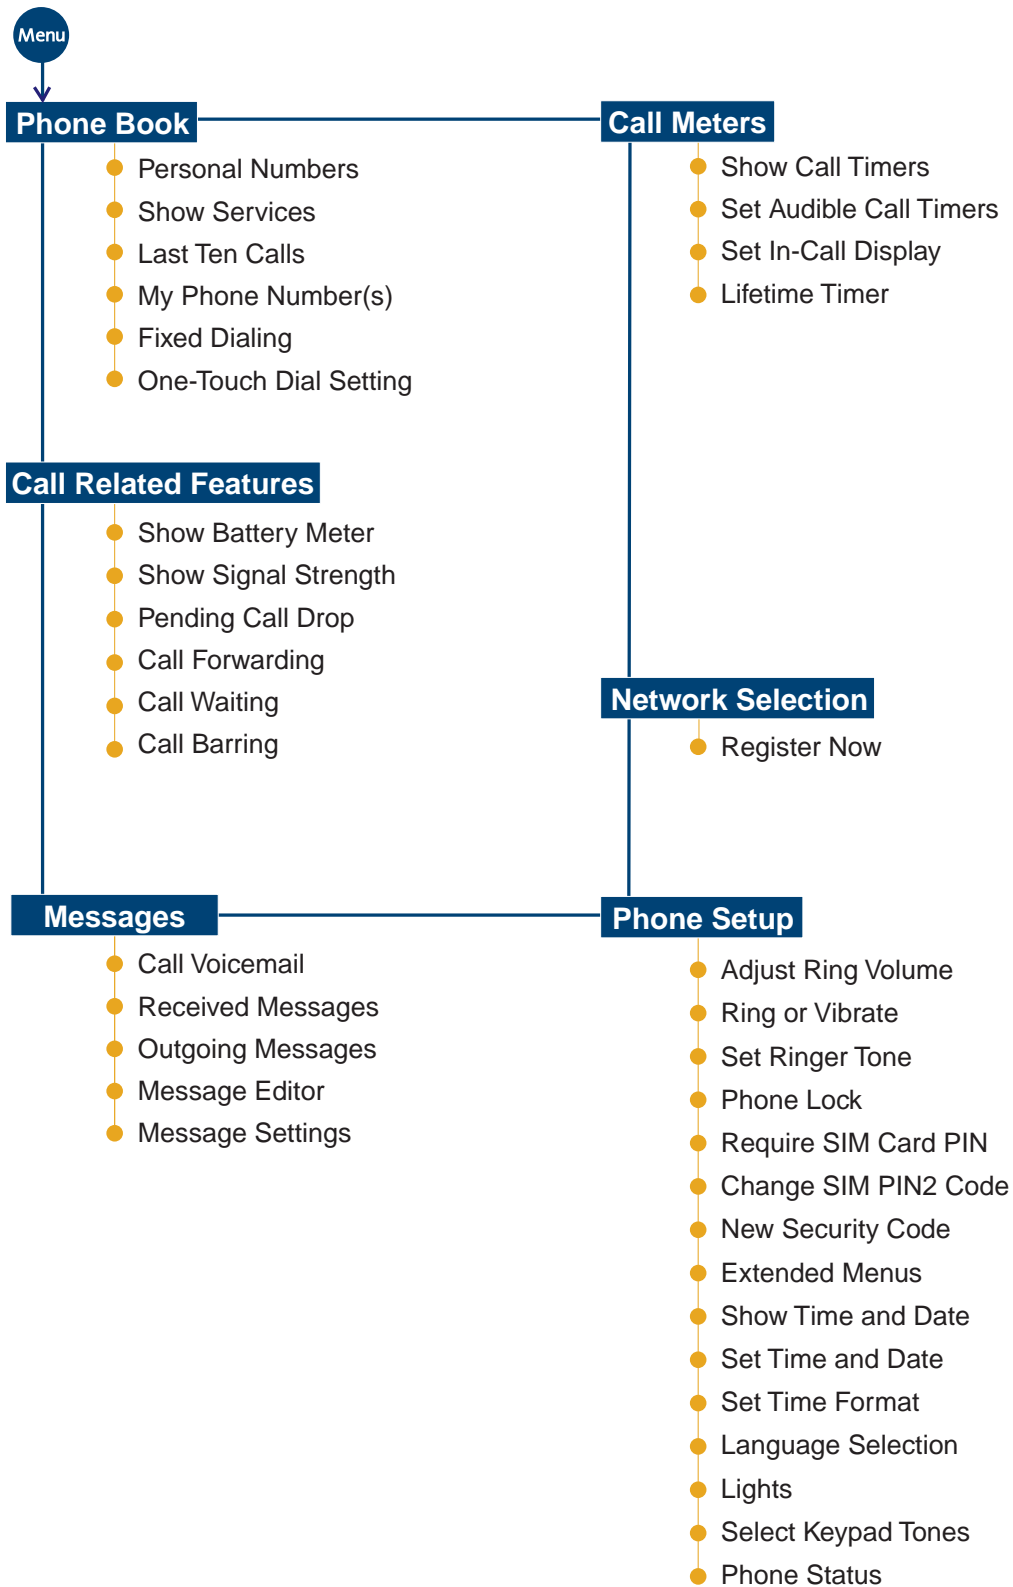 Menu
Phone Book
Personal Numbers
Show Services
Last Ten Calls
My Phone Number(s)
Fixed Dialing
One-Touch Dial Setting
Call Related Features
Show Battery Meter
Show Signal Strength
Pending Call Drop
Call Forwarding
Call Waiting
Call Barring
Messages
Call Voicemail
Received Messages
Outgoing Messages
Message Editor
Message Settings
Call Meters
Show Call Timers
Set Audible Call Timers
Set In-Call Display
Lifetime Timer
Network Selection
Register Now
Phone Setup
Adjust Ring Volume
Ring or Vibrate
Set Ringer Tone
Phone Lock
Require SIM Card PIN
Change SIM PIN2 Code
New Security Code
Extended Menus
Show Time and Date
Set Time and Date
Set Time Format
Language Selection
Lights
Select Keypad Tones
Phone Status